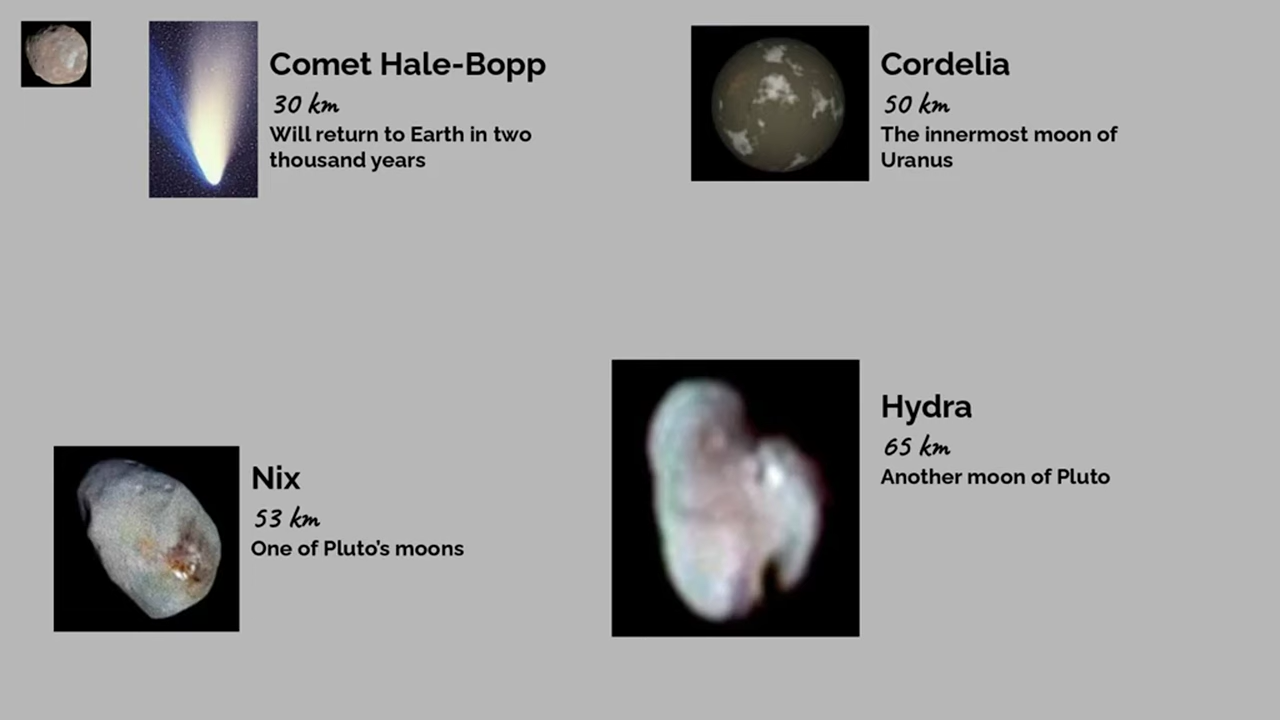 Comet Hale-Bopp
30 km
Will return to Earth in two
thousand years
Cordelia
50 km
The innermost moon of
Uranus
Nix
53 km
One of Pluto's moons
Hydra
65 km
Another moon of Pluto